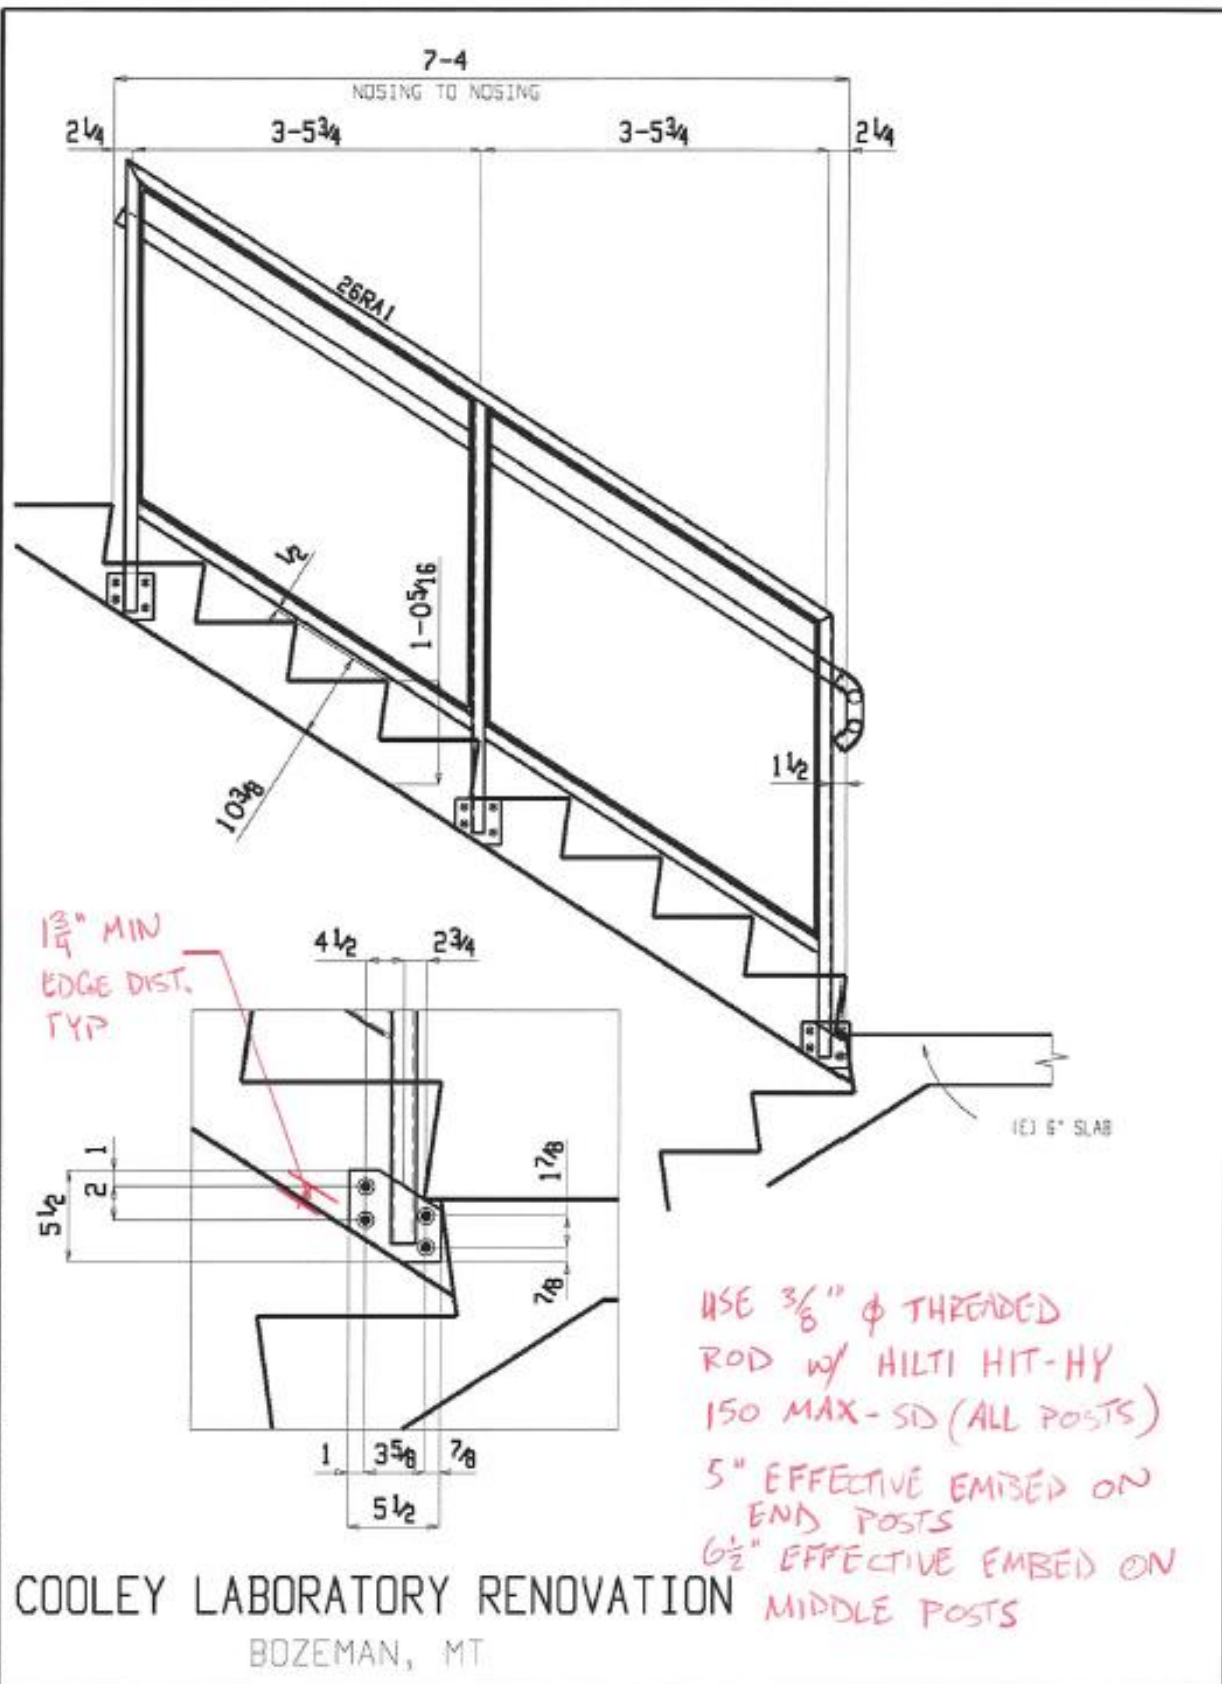 7-4
NOSING TO NOSING
2 1/4
3-5 3/4
3-5 3/4
2 1/4
26RA1
1/2
1-0 5/16
10 3/8
1 1/2
1 3/4" MIN
EDGE DIST.
TYP
4 1/2
2 3/4
(E) 6" SLAB
1
2
5 1/2
1 7/8
7/8
1
3 5/8
7/8
5 1/2
USE 3/8" ϕ THREADED
ROD w/ HILTI HIT-HY
150 MAX-SD (ALL POSTS)
5" EFFECTIVE EMBED ON
END POSTS
6 1/2" EFFECTIVE EMBED ON
MIDDLE POSTS
COOLEY LABORATORY RENOVATION
BOZEMAN, MT